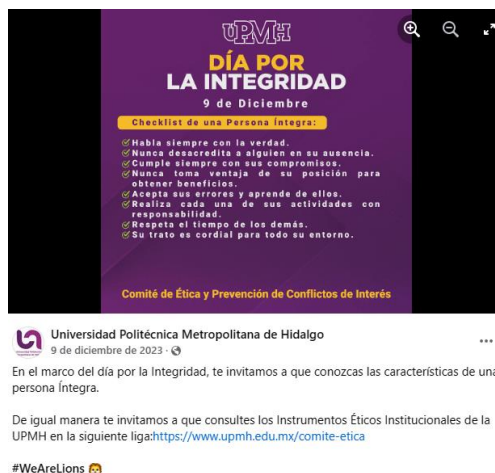 UPMH
DÍA POR
LA INTEGRIDAD
9 de Diciembre
Checklist de una Persona íntegra:
Habla siempre con la verdad.
Nunca desacredita a alguien en su ausencia.
Cumple siempre con sus compromisos.
Nunca toma ventaja de su posición para
obtener beneficios.
Acepta sus errores y aprende de ellos.
Realiza cada una de sus actividades con
responsabilidad.
Respeta el tiempo de los demás.
Su trato es cordial para todo su entorno.
Comité de Ética y Prevención de Conflictos de Interés
Universidad Politécnica Metropolitana de Hidalgo
9 de diciembre de 2023 ·
En el marco del día por la Integridad, te invitamos a que conozcas las características de una
persona Íntegra.
De igual manera te invitamos a que consultes los Instrumentos Éticos Institucionales de la
UPMH en la siguiente liga:https://www.upmh.edu.mx/comite-etica
#WeAreLions 🦁